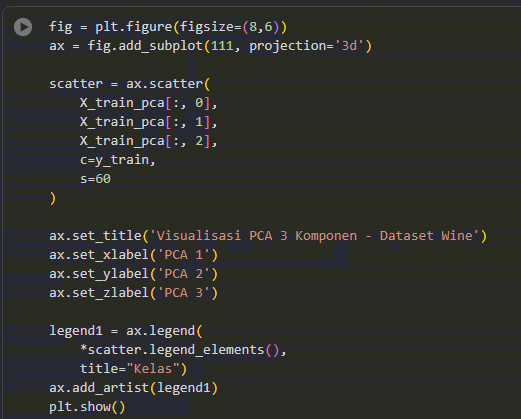 fig = plt.figure(figsize=(8,6))
ax = fig.add_subplot(111, projection='3d')

scatter = ax.scatter(
    X_train_pca[:, 0],
    X_train_pca[:, 1],
    X_train_pca[:, 2],
    c=y_train,
    s=60
)

ax.set_title('Visualisasi PCA 3 Komponen - Dataset Wine')
ax.set_xlabel('PCA 1')
ax.set_ylabel('PCA 2')
ax.set_zlabel('PCA 3')

legend1 = ax.legend(
    *scatter.legend_elements(),
    title="Kelas")
ax.add_artist(legend1)
plt.show()